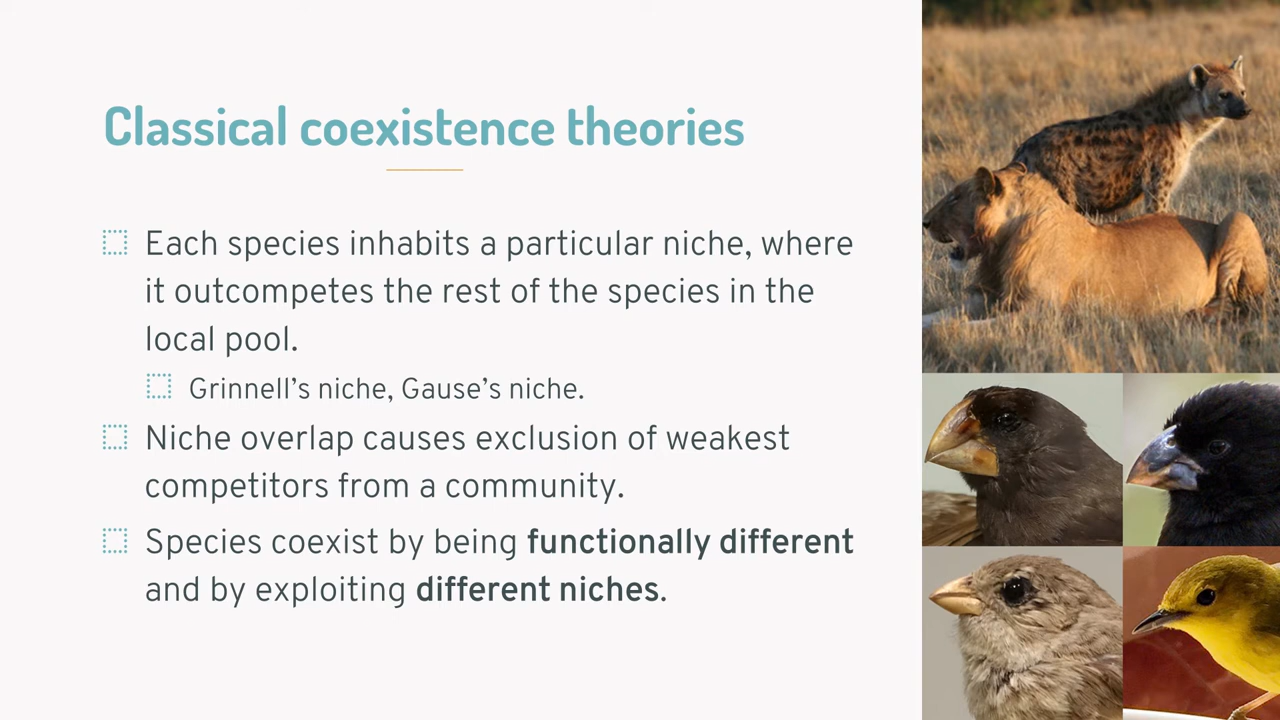 Classical coexistence theories
Each species inhabits a particular niche, where
it outcompetes the rest of the species in the
local pool.
Grinnell’s niche, Gause’s niche.
Niche overlap causes exclusion of weakest
competitors from a community.
Species coexist by being functionally different
and by exploiting different niches.